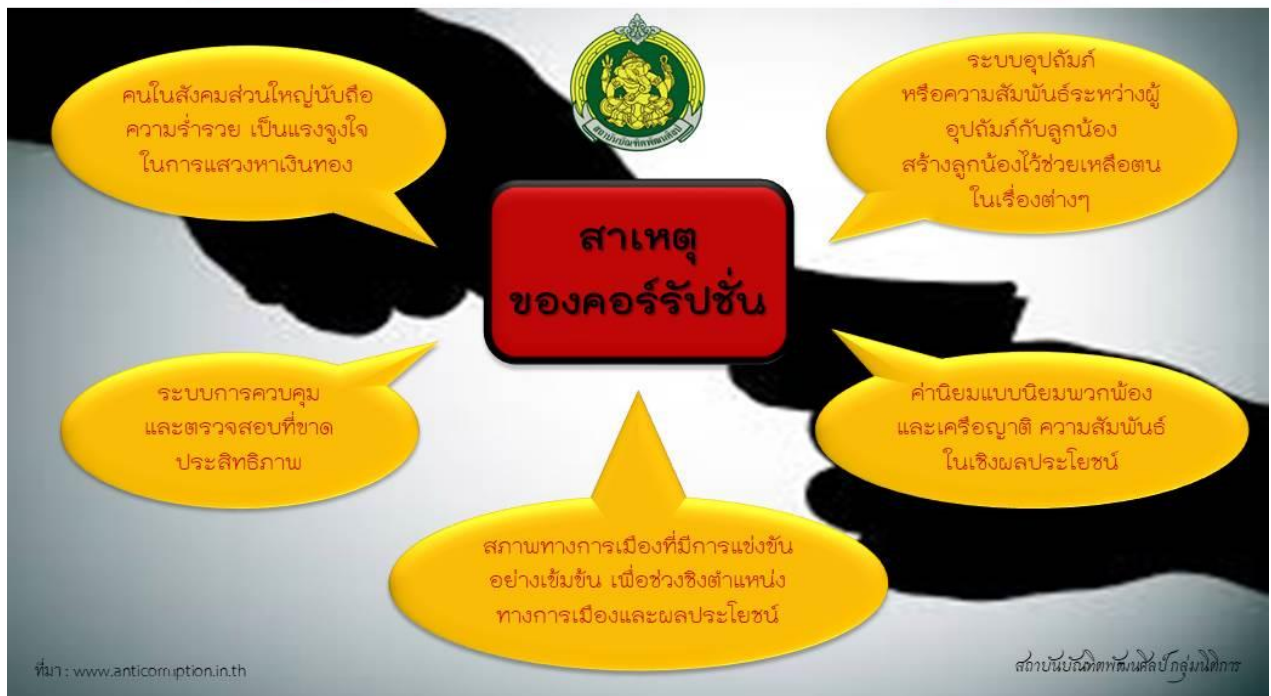 สถาบันบัณฑิตพัฒนศิลป์
คนในสังคมส่วนใหญ่นับถือ
ความร่ำรวย เป็นแรงจูงใจ
ในการแสวงหาเงินทอง
ระบบอุปถัมภ์
หรือความสัมพันธ์ระหว่างผู้
อุปถัมภ์กับลูกน้อง
สร้างลูกน้องไว้ช่วยเหลือตน
ในเรื่องต่างๆ
สาเหตุ
ของคอร์รัปชั่น
ระบบการควบคุม
และตรวจสอบที่ขาด
ประสิทธิภาพ
ค่านิยมแบบนิยมพวกพ้อง
และเครือญาติ ความสัมพันธ์
ในเชิงผลประโยชน์
สภาพทางการเมืองที่มีการแข่งขัน
อย่างเข้มข้น เพื่อช่วงชิงตำแหน่ง
ทางการเมืองและผลประโยชน์
ที่มา : www.anticorruption.in.th
สถาบันบัณฑิตพัฒนศิลป์ กลุ่มนิติการ